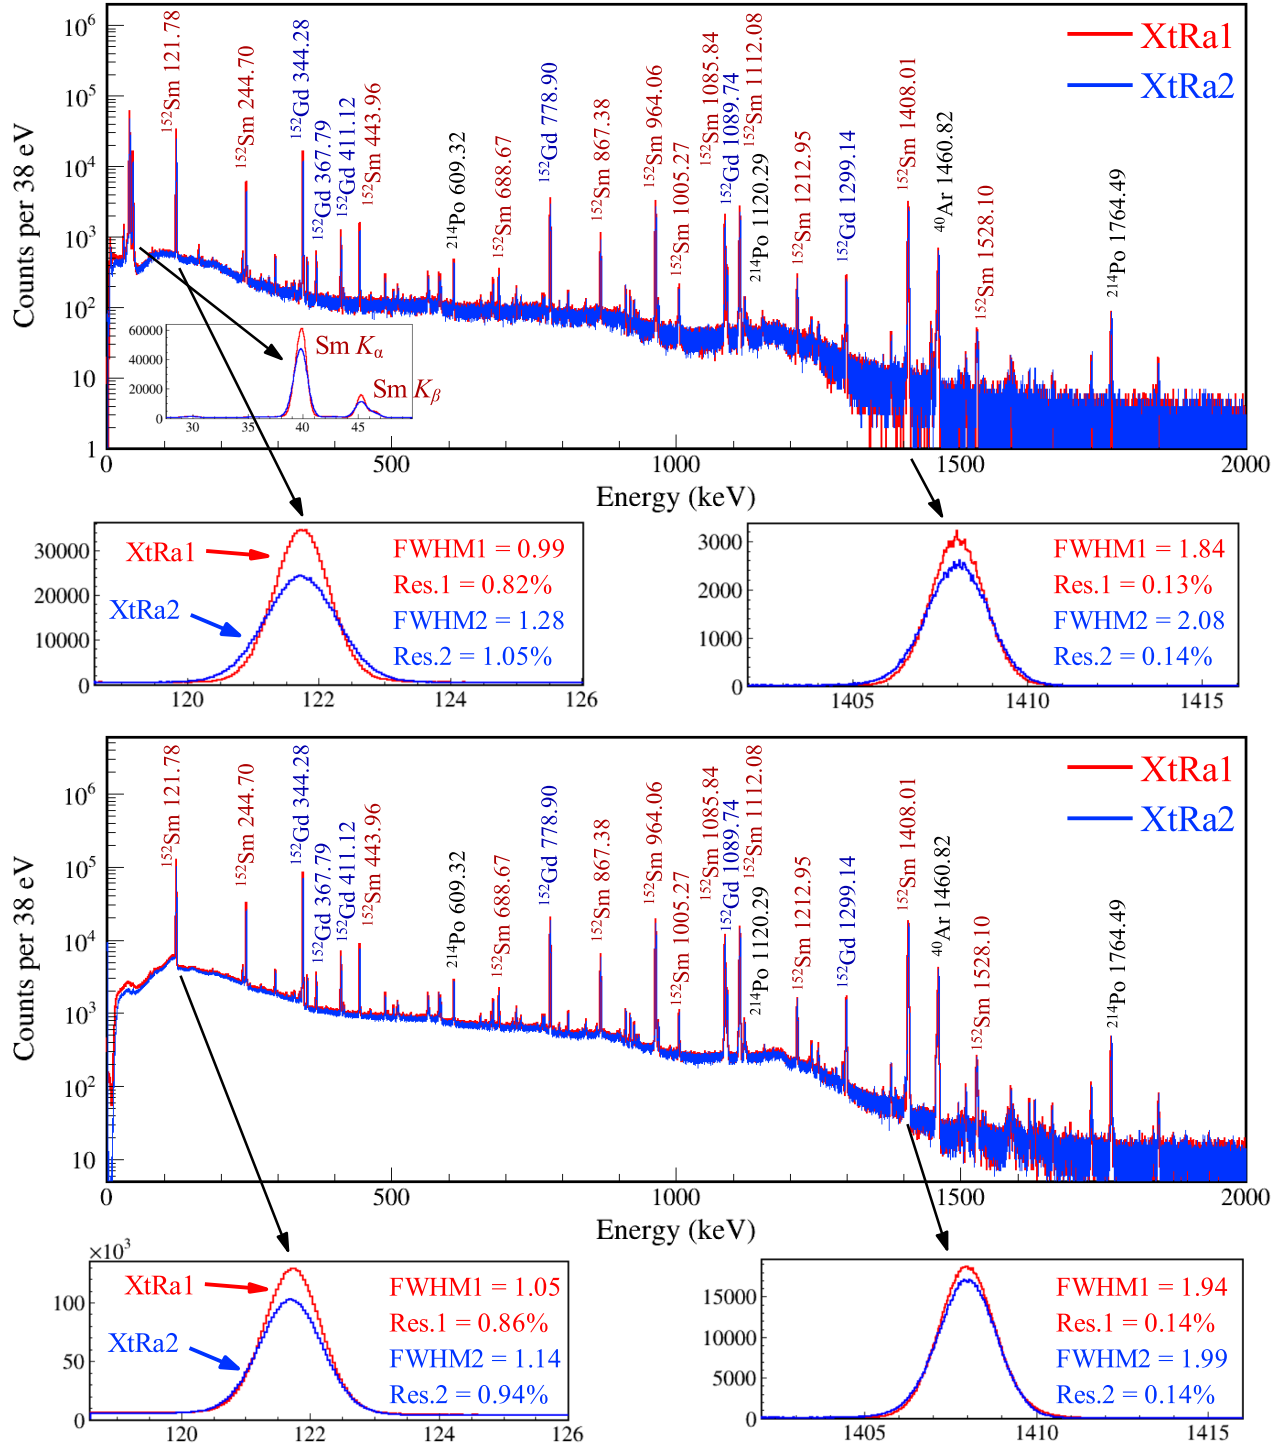 XtRa1
XtRa2
Counts per 38 eV
10⁶
10⁵
10⁴
10³
10²
10
1
¹⁵²Sm 121.78
¹⁵²Sm 244.70
¹⁵²Gd 344.28
¹⁵²Gd 367.79
¹⁵²Gd 411.12
¹⁵²Sm 443.96
²¹⁴Po 609.32
¹⁵²Sm 688.67
¹⁵²Gd 778.90
¹⁵²Sm 867.38
¹⁵²Sm 964.06
¹⁵²Sm 1005.27
¹⁵²Sm 1085.84
¹⁵²Gd 1089.74
¹⁵²Sm 1112.08
²¹⁴Po 1120.29
¹⁵²Sm 1212.95
¹⁵²Gd 1299.14
¹⁵²Sm 1408.01
⁴⁰Ar 1460.82
¹⁵²Sm 1528.10
²¹⁴Po 1764.49
60000
40000
20000
0
Sm Kα
Sm Kβ
30 35 40 45
0 500 1000 1500 2000
Energy (keV)
30000
20000
10000
0
XtRa1
XtRa2
FWHM1 = 0.99
Res.1 = 0.82%
FWHM2 = 1.28
Res.2 = 1.05%
120 122 124 126
3000
2000
1000
0
FWHM1 = 1.84
Res.1 = 0.13%
FWHM2 = 2.08
Res.2 = 0.14%
1405 1410 1415
XtRa1
XtRa2
Counts per 38 eV
10⁶
10⁵
10⁴
10³
10²
10
¹⁵²Sm 121.78
¹⁵²Sm 244.70
¹⁵²Gd 344.28
¹⁵²Gd 367.79
¹⁵²Gd 411.12
¹⁵²Sm 443.96
²¹⁴Po 609.32
¹⁵²Sm 688.67
¹⁵²Gd 778.90
¹⁵²Sm 867.38
¹⁵²Sm 964.06
¹⁵²Sm 1005.27
¹⁵²Sm 1085.84
¹⁵²Gd 1089.74
¹⁵²Sm 1112.08
²¹⁴Po 1120.29
¹⁵²Sm 1212.95
¹⁵²Gd 1299.14
¹⁵²Sm 1408.01
⁴⁰Ar 1460.82
¹⁵²Sm 1528.10
²¹⁴Po 1764.49
0 500 1000 1500 2000
Energy (keV)
×10³
100
50
0
XtRa1
XtRa2
FWHM1 = 1.05
Res.1 = 0.86%
FWHM2 = 1.14
Res.2 = 0.94%
120 122 124 126
15000
10000
5000
0
FWHM1 = 1.94
Res.1 = 0.14%
FWHM2 = 1.99
Res.2 = 0.14%
1405 1410 1415